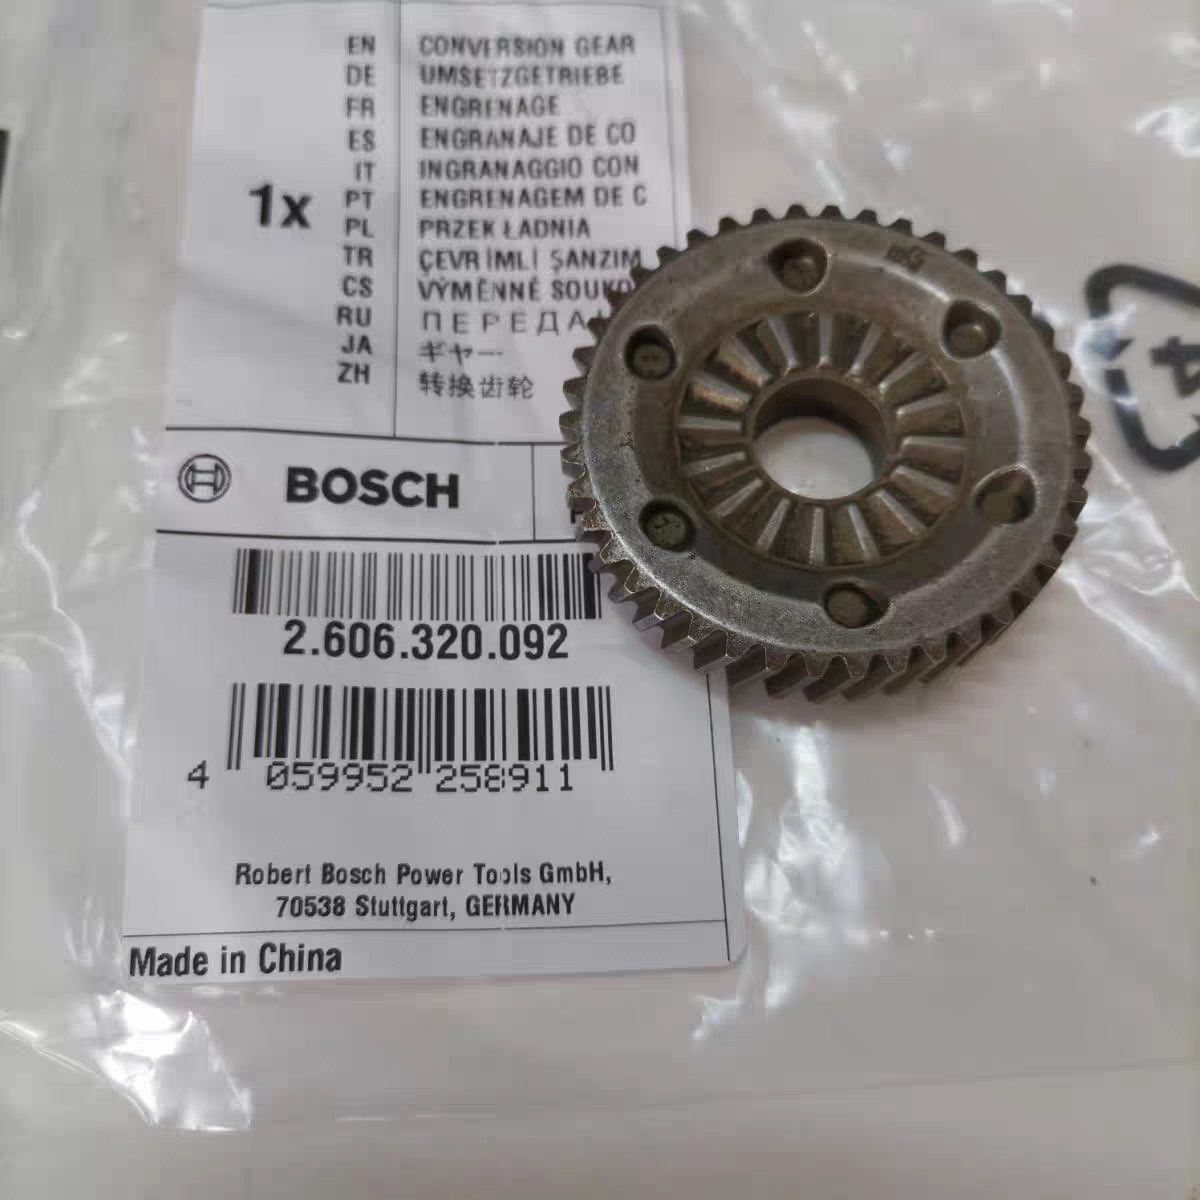 1x
EN CONVERSION GEAR
DE UMSETZGETRIEBE
FR ENGRENAGE
ES ENGRANAJE DE CO
IT INGRANAGGIO CON
PT ENGRENAGEM DE C
PL PRZEKŁADNIA
TR ÇEVRİMLİ ŞANZIM
CS VÝMĚNNÉ SOUKO
RU ПЕРЕДА
JA ギヤー
ZH 转换齿轮
BOSCH
2.606.320.092
4 059952 258911
Robert Bosch Power Tools GmbH,
70538 Stuttgart, GERMANY
Made in China
4